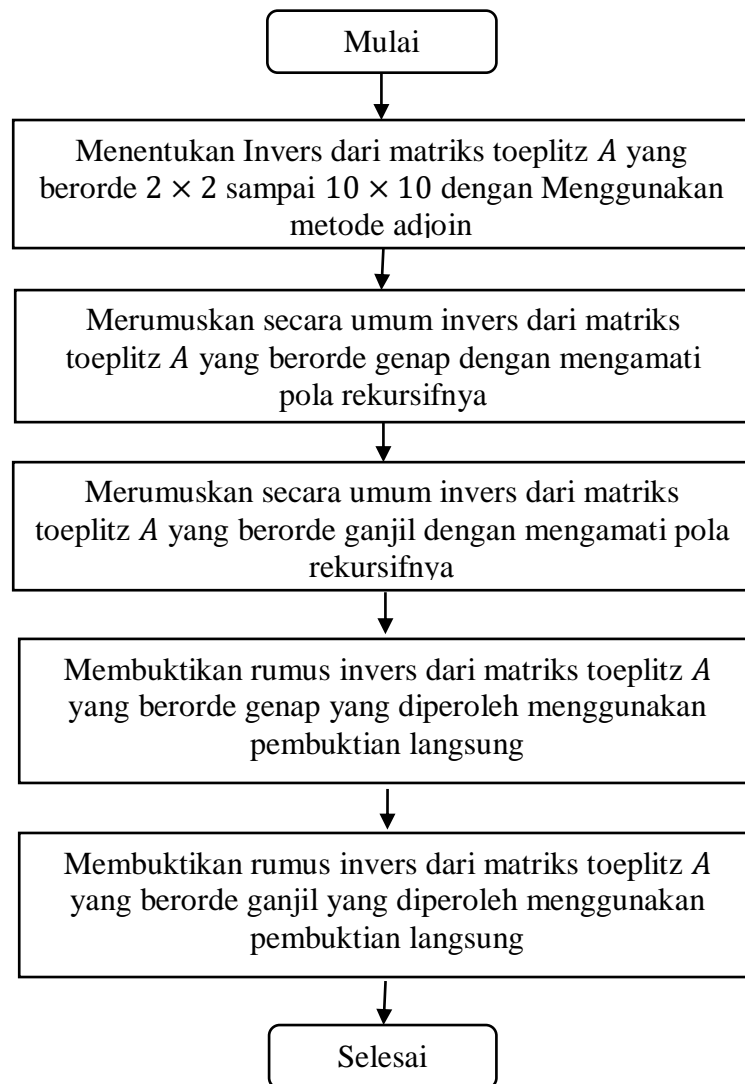 Mulai
Menentukan Invers dari matriks toeplitz 𝐴 yang
berorde 2 × 2 sampai 10 × 10 dengan Menggunakan
metode adjoin
Merumuskan secara umum invers dari matriks
toeplitz 𝐴 yang berorde genap dengan mengamati
pola rekursifnya
Merumuskan secara umum invers dari matriks
toeplitz 𝐴 yang berorde ganjil dengan mengamati pola
rekursifnya
Membuktikan rumus invers dari matriks toeplitz 𝐴
yang berorde genap yang diperoleh menggunakan
pembuktian langsung
Membuktikan rumus invers dari matriks toeplitz 𝐴
yang berorde ganjil yang diperoleh menggunakan
pembuktian langsung
Selesai